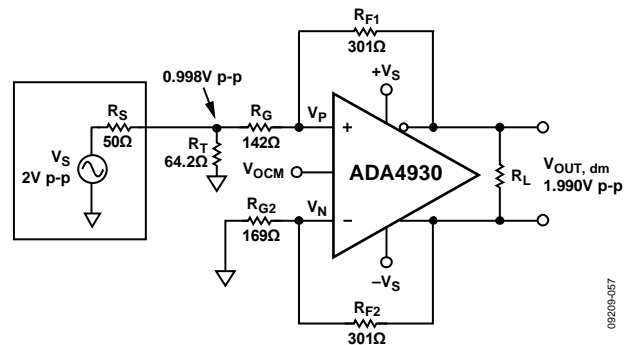 RF1
301Ω
0.998V p-p
+VS
RS
50Ω
RG
142Ω
VP
+
VS
2V p-p
RT
64.2Ω
VOCM
ADA4930
RL
VOUT, dm
1.990V p-p
RG2
169Ω
VN
–
–VS
RF2
301Ω
09209-057